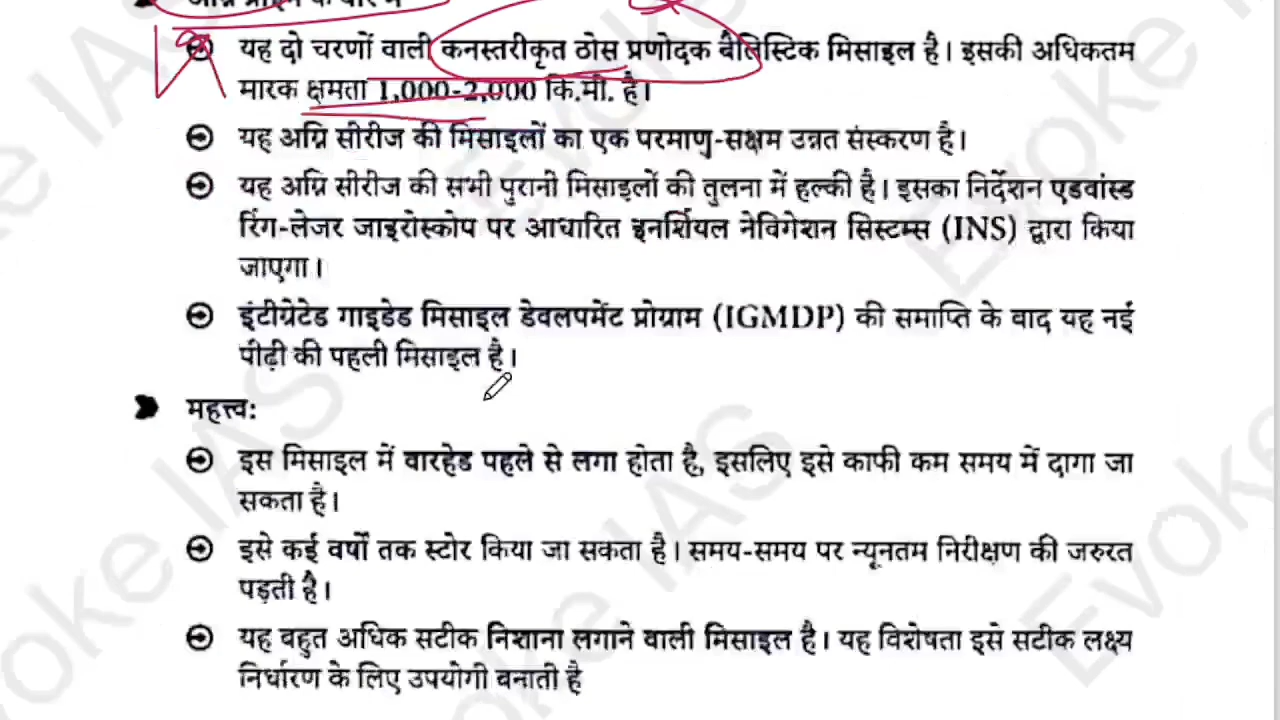 अग्नि प्राइम के बारे में
यह दो चरणों वाली कनस्तरीकृत ठोस प्रणोदक बैलिस्टिक मिसाइल है। इसकी अधिकतम
मारक क्षमता 1,000-2,000 कि.मी. है।
यह अग्नि सीरीज की मिसाइलों का एक परमाणु-सक्षम उन्नत संस्करण है।
यह अग्नि सीरीज की सभी पुरानी मिसाइलों की तुलना में हल्की है। इसका निर्देशन एडवांस्ड
रिंग-लेजर जाइरोस्कोप पर आधारित इनर्शियल नेविगेशन सिस्टम्स (INS) द्वारा किया
जाएगा।
इंटीग्रेटेड गाइडेड मिसाइल डेवलपमेंट प्रोग्राम (IGMDP) की समाप्ति के बाद यह नई
पीढ़ी की पहली मिसाइल है।
महत्त्व:
इस मिसाइल में वारहेड पहले से लगा होता है, इसलिए इसे काफी कम समय में दागा जा
सकता है।
इसे कई वर्षों तक स्टोर किया जा सकता है। समय-समय पर न्यूनतम निरीक्षण की जरुरत
पड़ती है।
यह बहुत अधिक सटीक निशाना लगाने वाली मिसाइल है। यह विशेषता इसे सटीक लक्ष्य
निर्धारण के लिए उपयोगी बनाती है
Evoke IAS